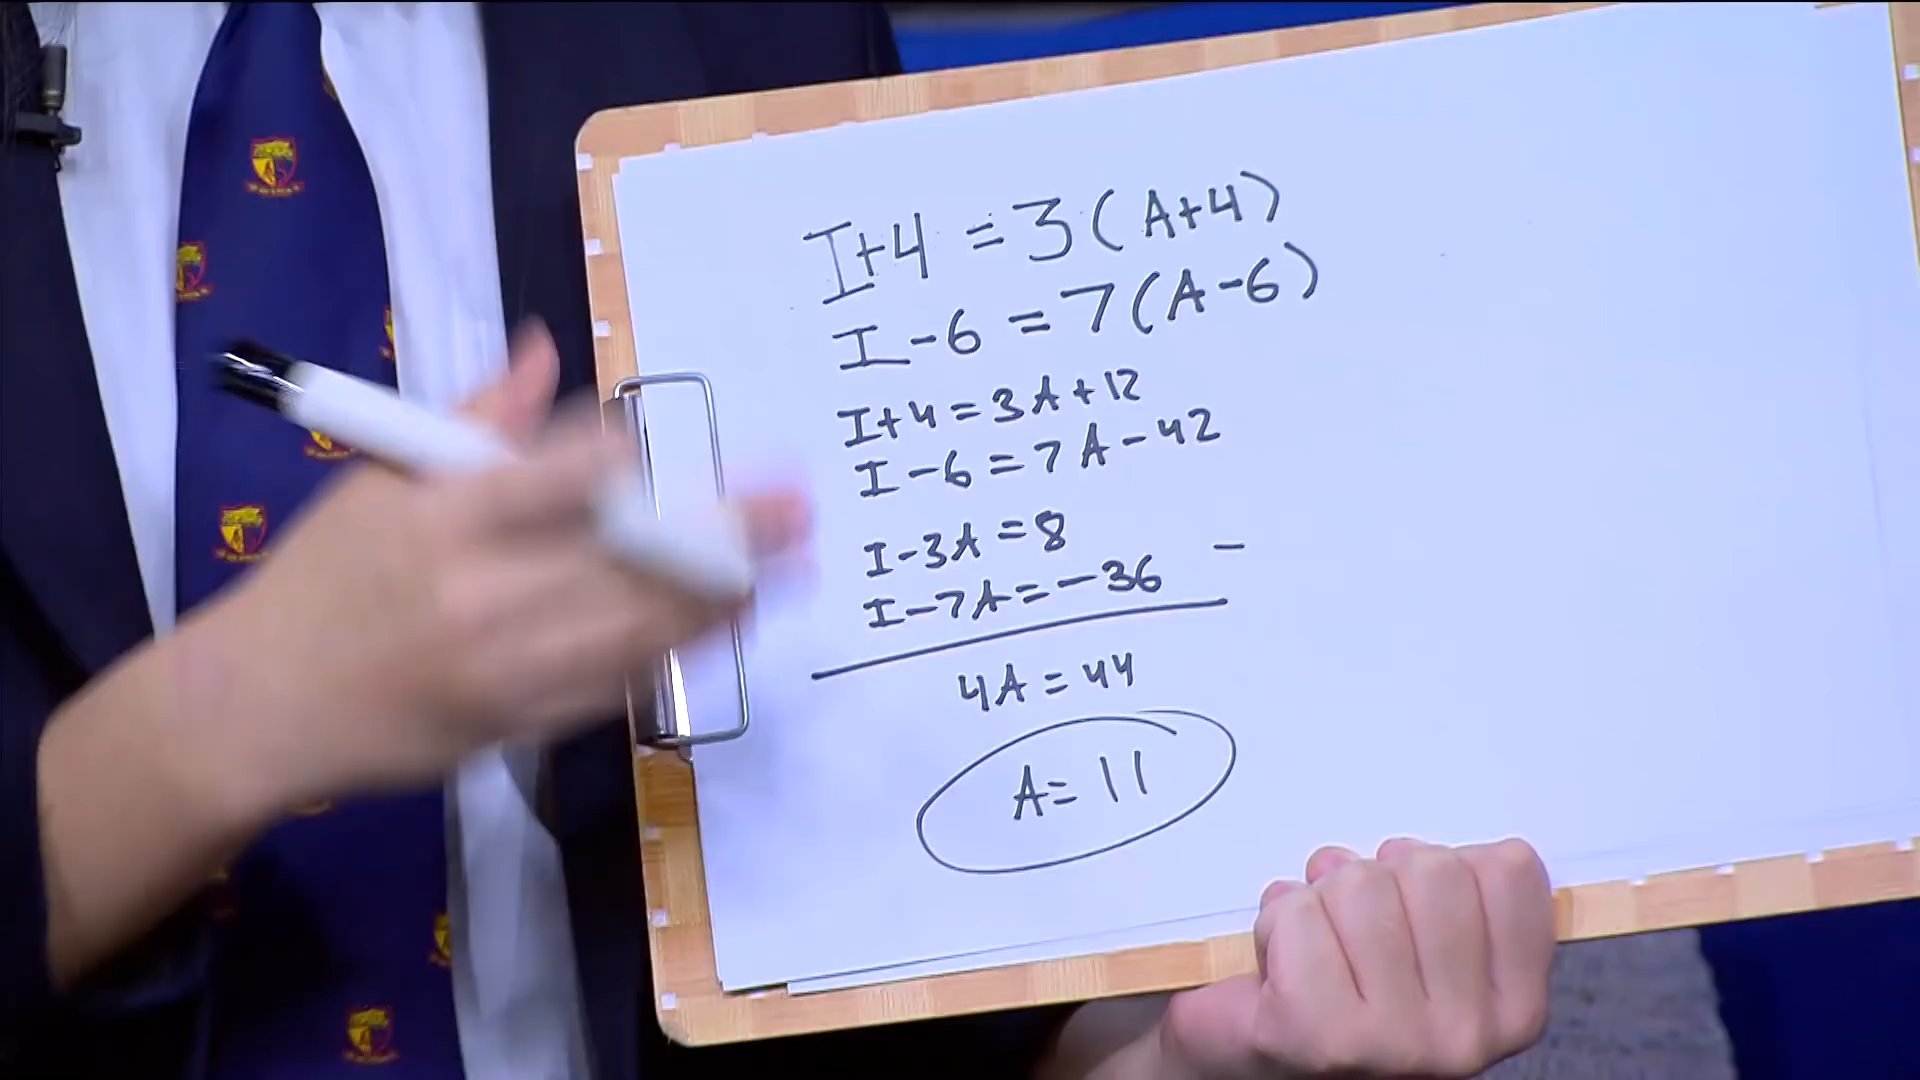 I+4 = 3(A+4)
I-6 = 7(A-6)
I+4 = 3A+12
I-6 = 7A-42
I-3A = 8
I-7A = -36 -
4A = 44
A = 11